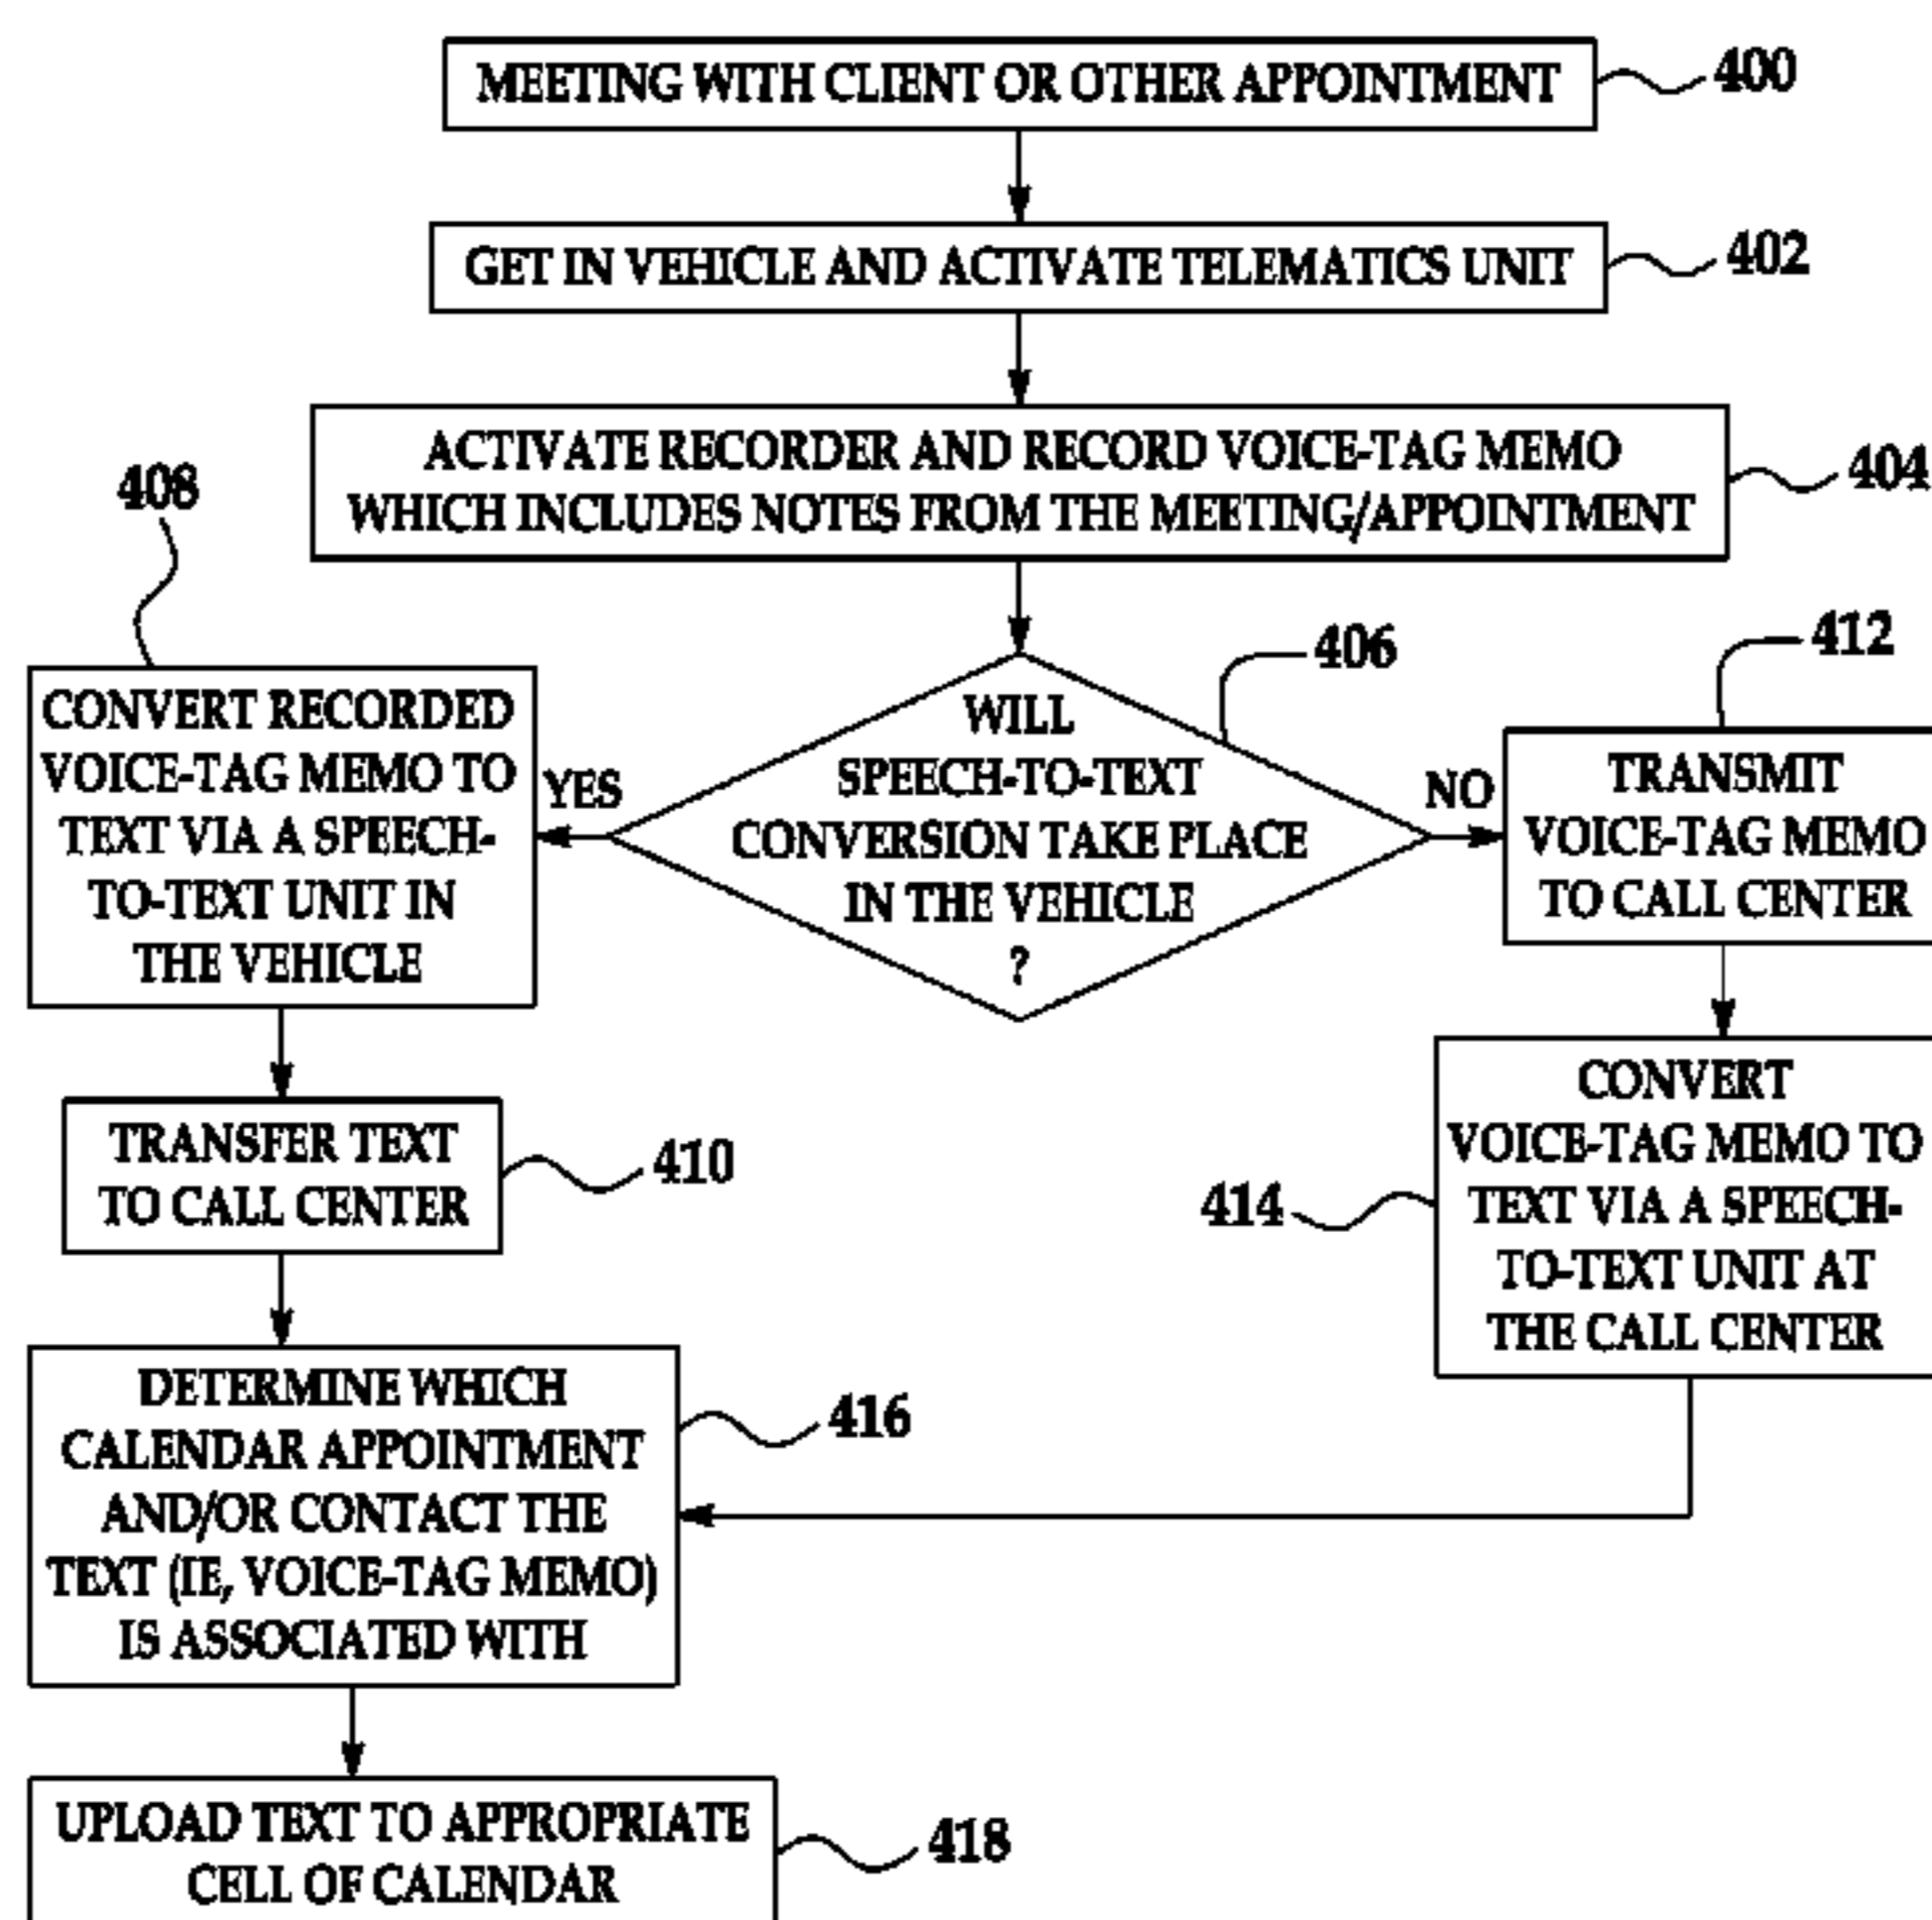 MEETING WITH CLIENT OR OTHER APPOINTMENT
400
GET IN VEHICLE AND ACTIVATE TELEMATICS UNIT
402
ACTIVATE RECORDER AND RECORD VOICE-TAG MEMO
WHICH INCLUDES NOTES FROM THE MEETING/APPOINTMENT
404
406
WILL
SPEECH-TO-TEXT
CONVERSION TAKE PLACE
IN THE VEHICLE
?
YES
408
CONVERT RECORDED
VOICE-TAG MEMO TO
TEXT VIA A SPEECH-
TO-TEXT UNIT IN
THE VEHICLE
TRANSFER TEXT
TO CALL CENTER
410
NO
412
TRANSMIT
VOICE-TAG MEMO
TO CALL CENTER
CONVERT
VOICE-TAG MEMO TO
TEXT VIA A SPEECH-
TO-TEXT UNIT AT
THE CALL CENTER
414
DETERMINE WHICH
CALENDAR APPOINTMENT
AND/OR CONTACT THE
TEXT (IE, VOICE-TAG MEMO)
IS ASSOCIATED WITH
416
UPLOAD TEXT TO APPROPRIATE
CELL OF CALENDAR
418